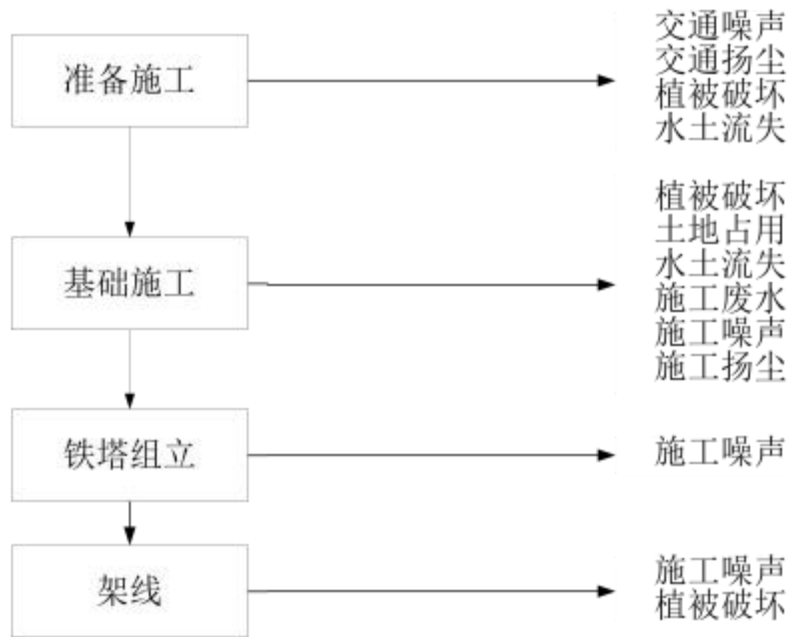 准备施工
交通噪声
交通扬尘
植被破坏
水土流失
基础施工
植被破坏
土地占用
水土流失
施工废水
施工噪声
施工扬尘
铁塔组立
施工噪声
架线
施工噪声
植被破坏